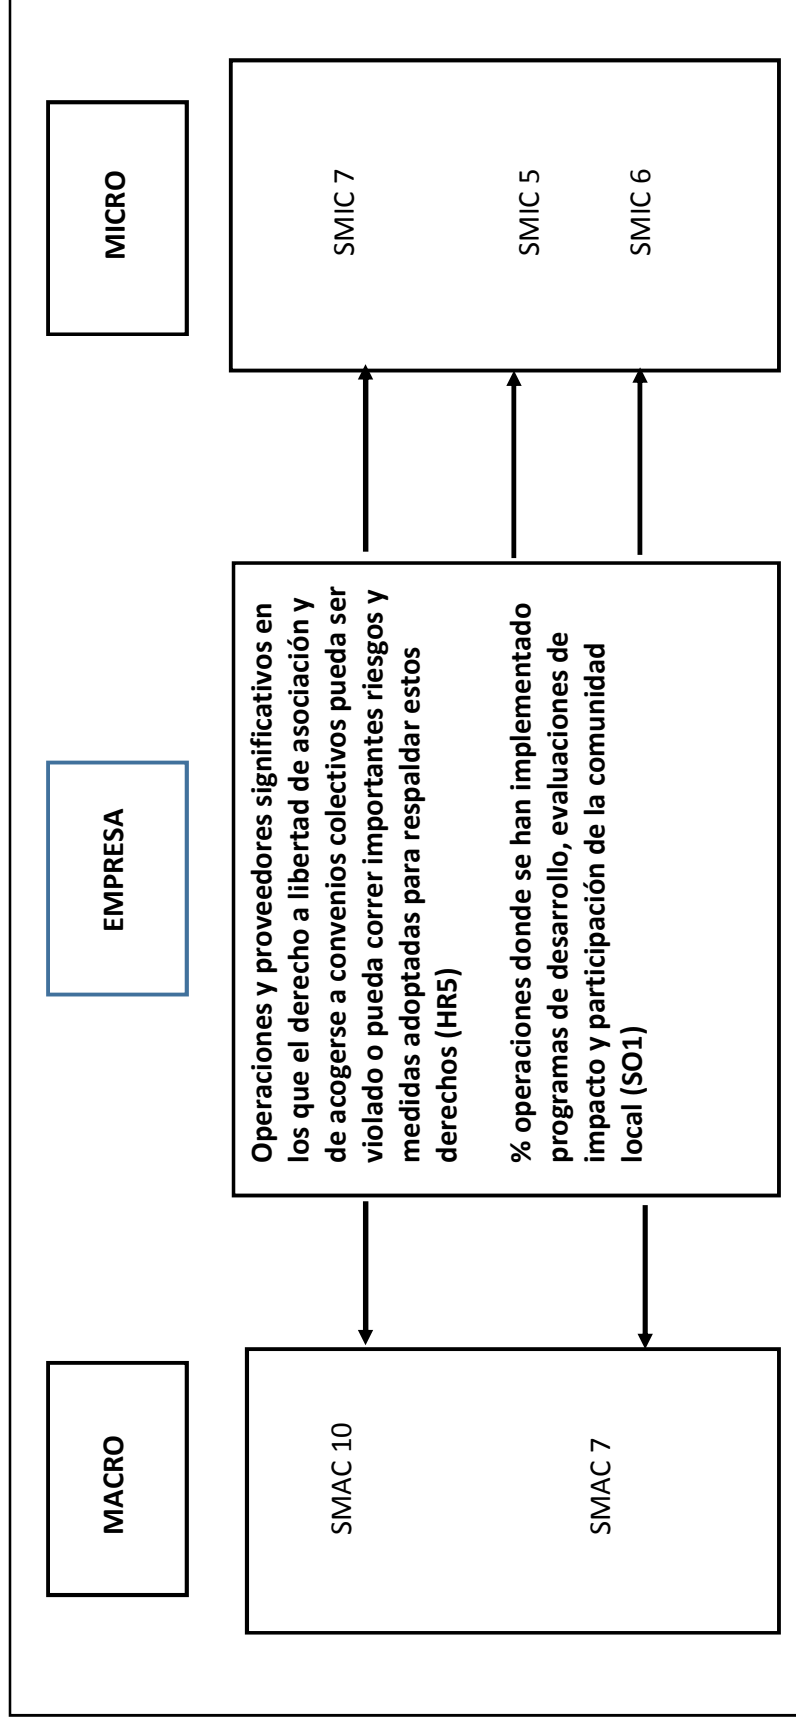 MACRO
EMPRESA
MICRO
SMAC 10
SMAC 7
Operaciones y proveedores significativos en
los que el derecho a libertad de asociación y
de acogerse a convenios colectivos pueda ser
violado o pueda correr importantes riesgos y
medidas adoptadas para respaldar estos
derechos (HR5)
% operaciones donde se han implementado
programas de desarrollo, evaluaciones de
impacto y participación de la comunidad
local (SO1)
SMIC 7
SMIC 5
SMIC 6